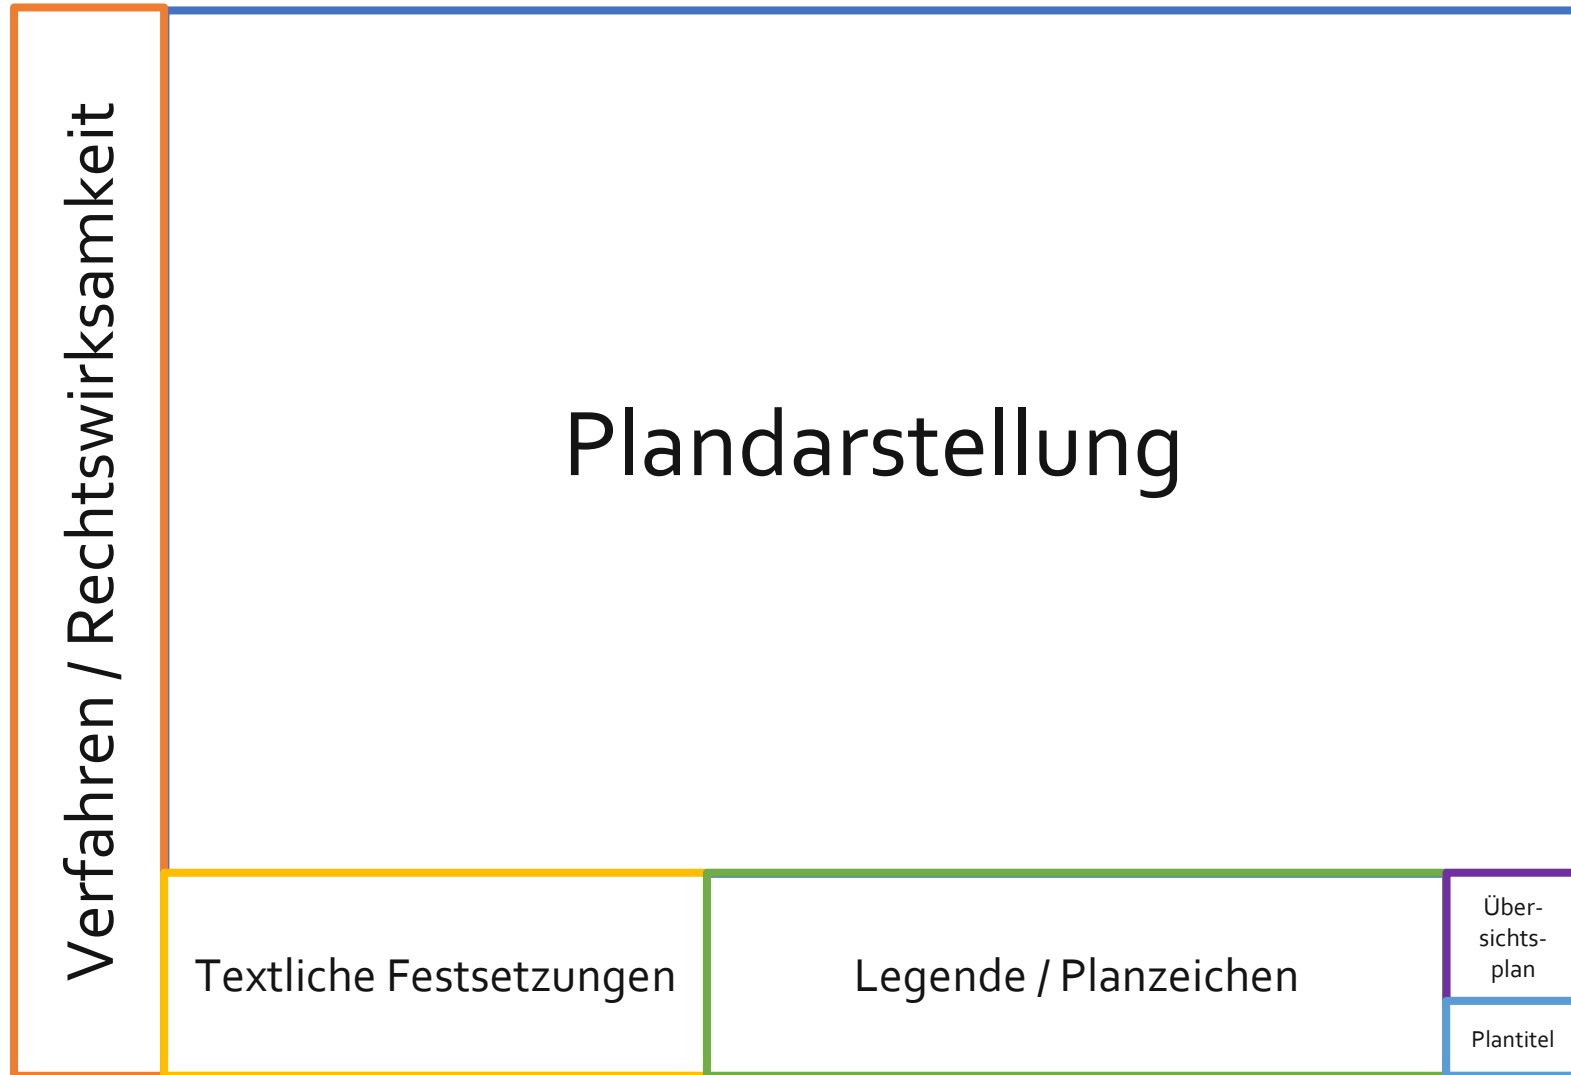 Verfahren / Rechtswirksamkeit
Plandarstellung
Textliche Festsetzungen
Legende / Planzeichen
Über-
sichts-
plan
Plantitel